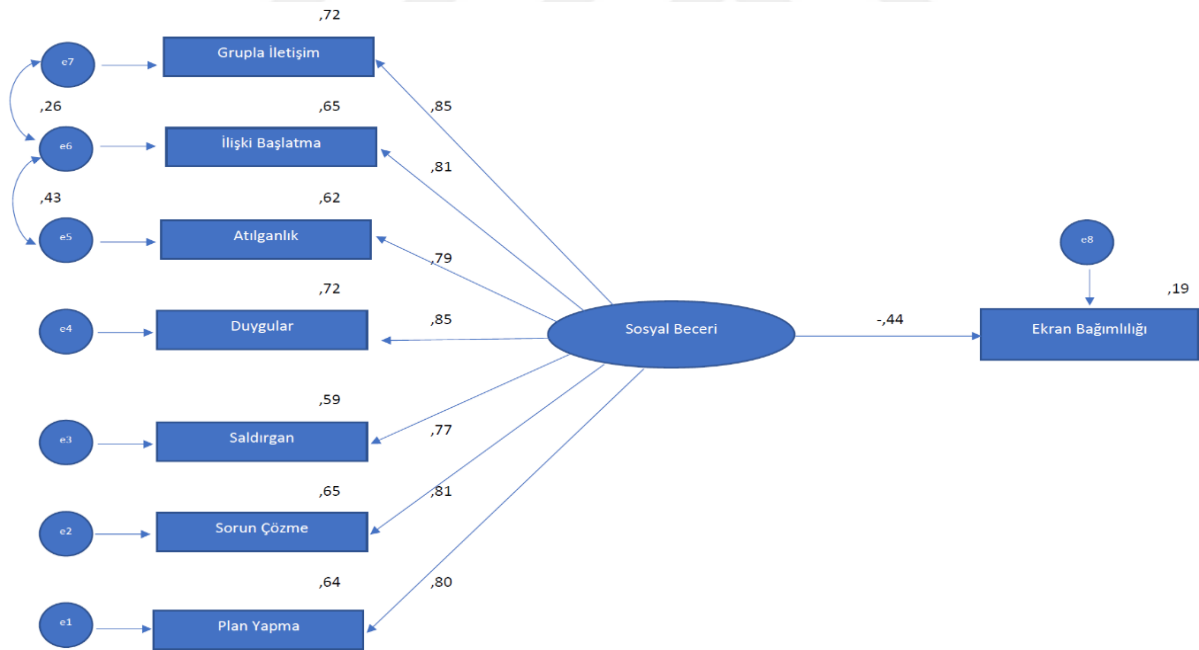 ,72
e7
Grupla İletişim
,26
,65
,85
e6
İlişki Başlatma
,81
,43
,62
e5
Atılganlık
e8
,79
,72
,19
e4
Duygular
,85
Sosyal Beceri
-,44
Ekran Bağımlılığı
,59
e3
Saldırgan
,77
,65
,81
e2
Sorun Çözme
,64
,80
e1
Plan Yapma